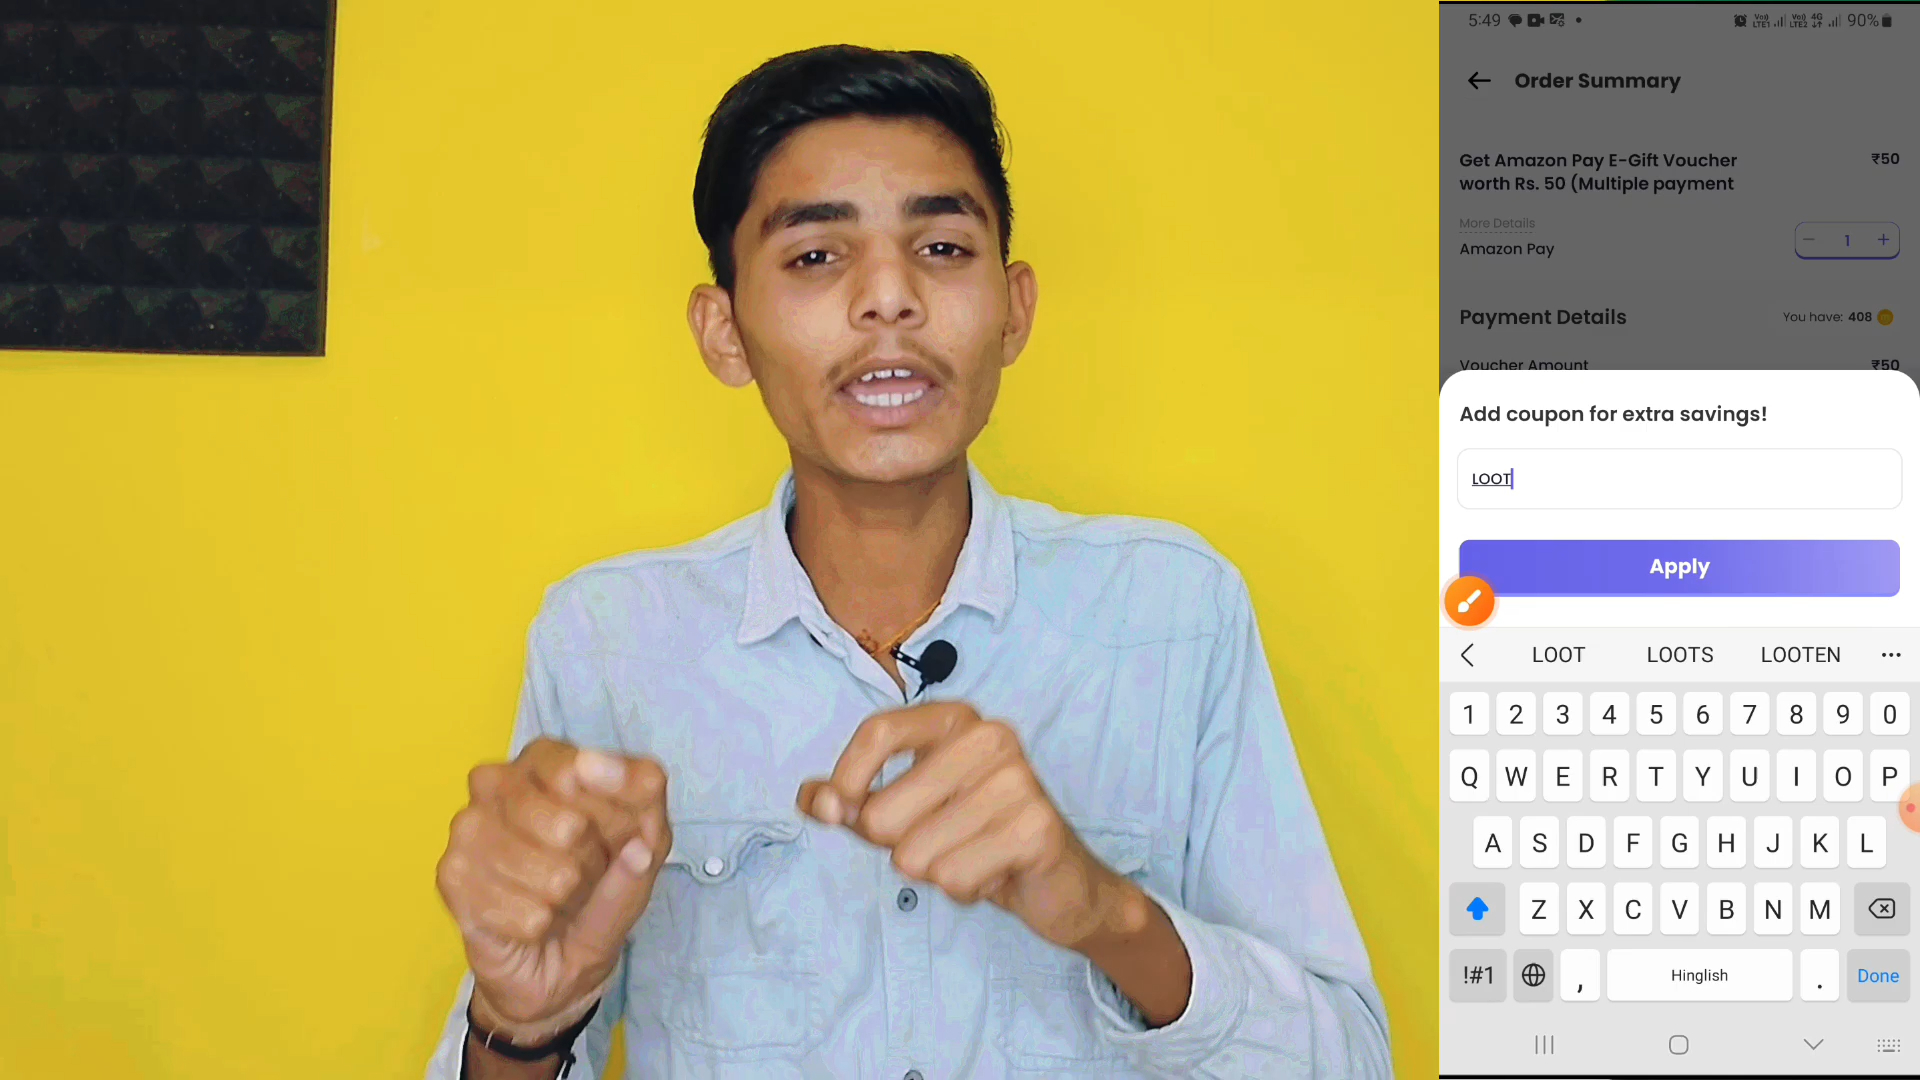 5:49
90%
Order Summary
Get Amazon Pay E-Gift Voucher
worth Rs. 50 (Multiple payment
₹50
More Details
Amazon Pay
1
Payment Details
You have: 408
Voucher Amount
₹50
Add coupon for extra savings!
LOOT
Apply
LOOT LOOTS LOOTEN
1 2 3 4 5 6 7 8 9 0
Q W E R T Y U I O P
A S D F G H J K L
Z X C V B N M
!#1 , Hinglish . Done